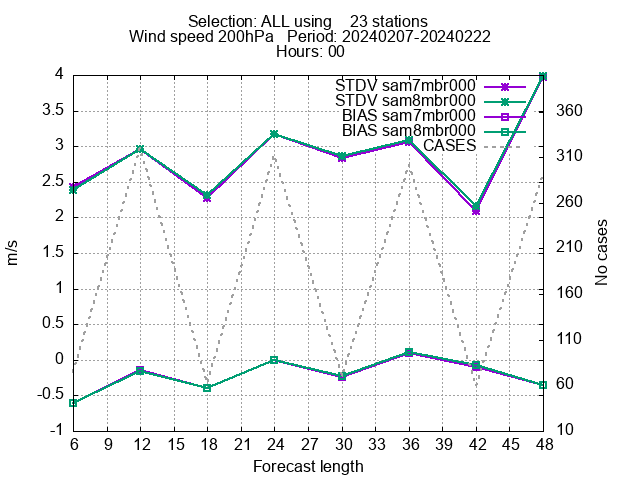 Selection: ALL using    23 stations
Wind speed 200hPa   Period: 20240207-20240222
Hours: 00
STDV sam7mbr000
STDV sam8mbr000
BIAS sam7mbr000
BIAS sam8mbr000
CASES
m/s
4
3.5
3
2.5
2
1.5
1
0.5
0
-0.5
-1
No cases
360
310
260
210
160
110
60
10
6 9 12 15 18 21 24 27 30 33 36 39 42 45 48
Forecast length